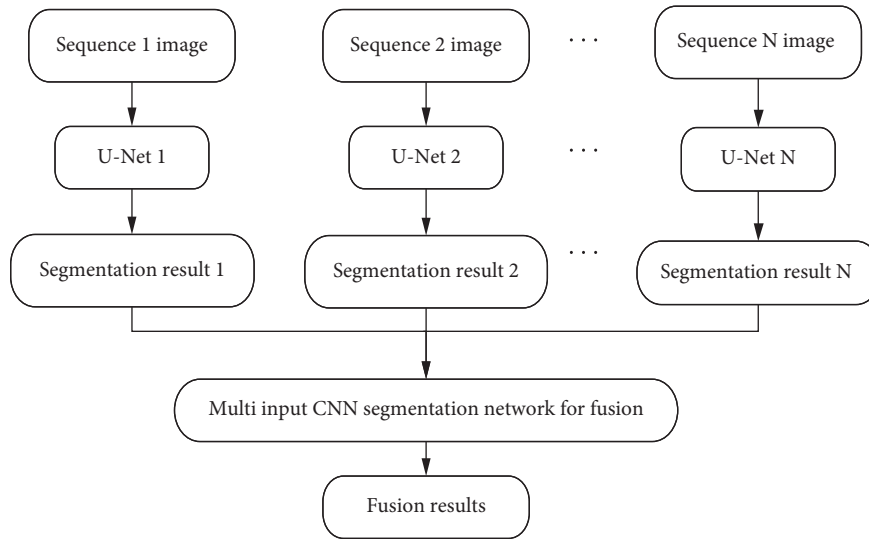 Sequence 1 image
Sequence 2 image
. . .
Sequence N image
U-Net 1
U-Net 2
. . .
U-Net N
Segmentation result 1
Segmentation result 2
. . .
Segmentation result N
Multi input CNN segmentation network for fusion
Fusion results